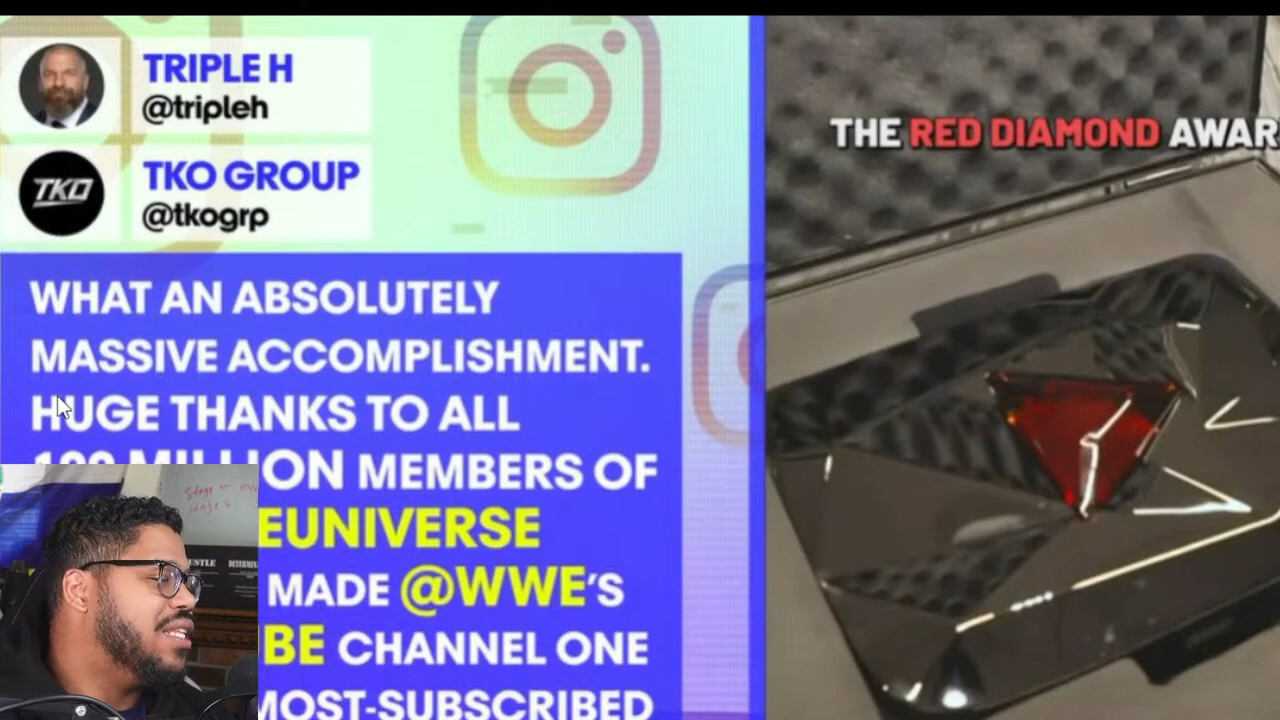 TRIPLE H
@tripleh
TKO
TKO GROUP
@tkogrp
WHAT AN ABSOLUTELY
MASSIVE ACCOMPLISHMENT.
HUGE THANKS TO ALL
MEMBERS OF
EUNIVERSE
MADE @WWE'S
BE CHANNEL ONE
MOST-SUBSCRIBED
THE RED DIAMOND AWAR